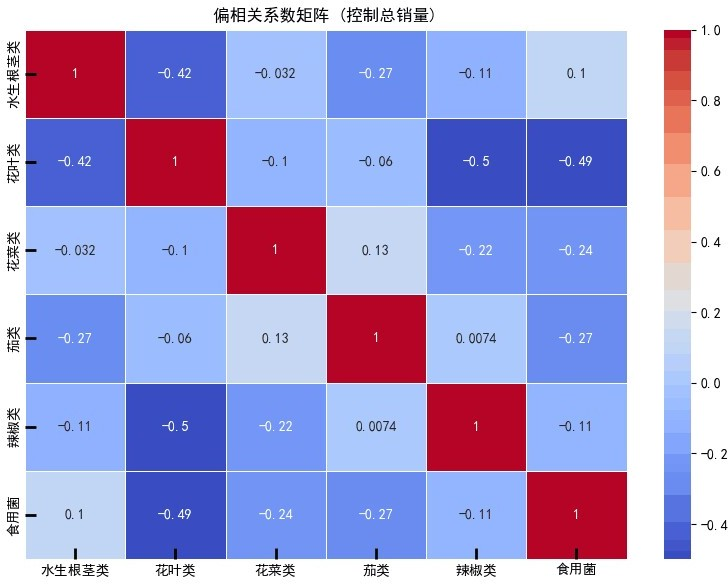 偏相关系数矩阵 (控制总销量)
水生根茎类 1 -0.42 -0.032 -0.27 -0.11 0.1
花叶类 -0.42 1 -0.1 -0.06 -0.5 -0.49
花菜类 -0.032 -0.1 1 0.13 -0.22 -0.24
茄类 -0.27 -0.06 0.13 1 0.0074 -0.27
辣椒类 -0.11 -0.5 -0.22 0.0074 1 -0.11
食用菌 0.1 -0.49 -0.24 -0.27 -0.11 1
水生根茎类 花叶类 花菜类 茄类 辣椒类 食用菌
1.0
0.8
0.6
0.4
0.2
0.0
-0.2
-0.4